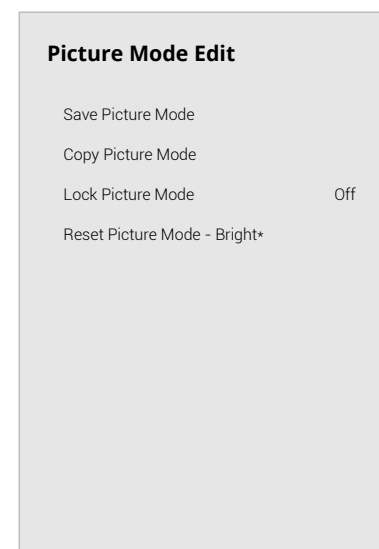 Picture Mode Edit
Save Picture Mode
Copy Picture Mode
Lock Picture Mode Off
Reset Picture Mode - Bright*